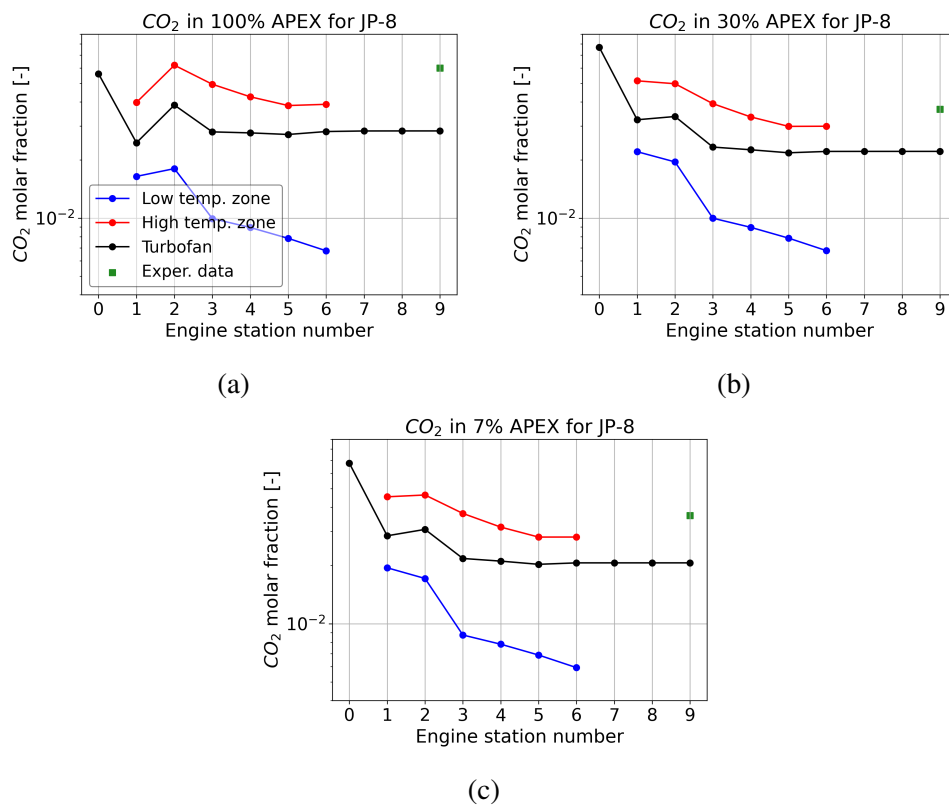 CO₂ in 100% APEX for JP-8
CO₂ molar fraction [-]
10⁻²
Low temp. zone
High temp. zone
Turbofan
Exper. data
0 1 2 3 4 5 6 7 8 9
Engine station number
(a)
CO₂ in 30% APEX for JP-8
CO₂ molar fraction [-]
10⁻²
0 1 2 3 4 5 6 7 8 9
Engine station number
(b)
CO₂ in 7% APEX for JP-8
CO₂ molar fraction [-]
10⁻²
0 1 2 3 4 5 6 7 8 9
Engine station number
(c)